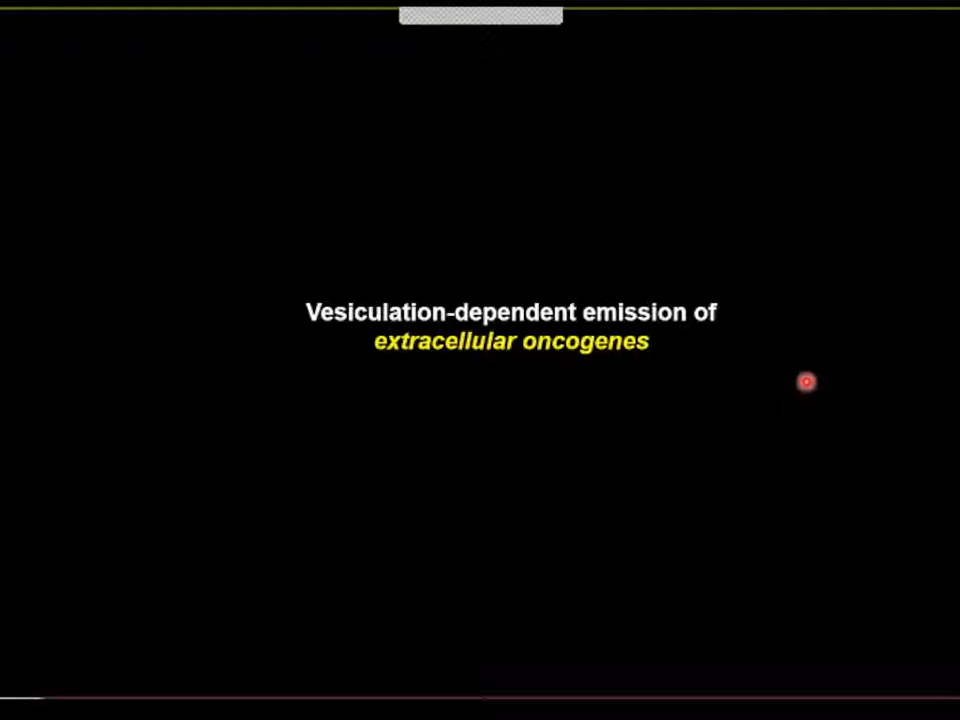 Vesiculation-dependent emission of
extracellular oncogenes